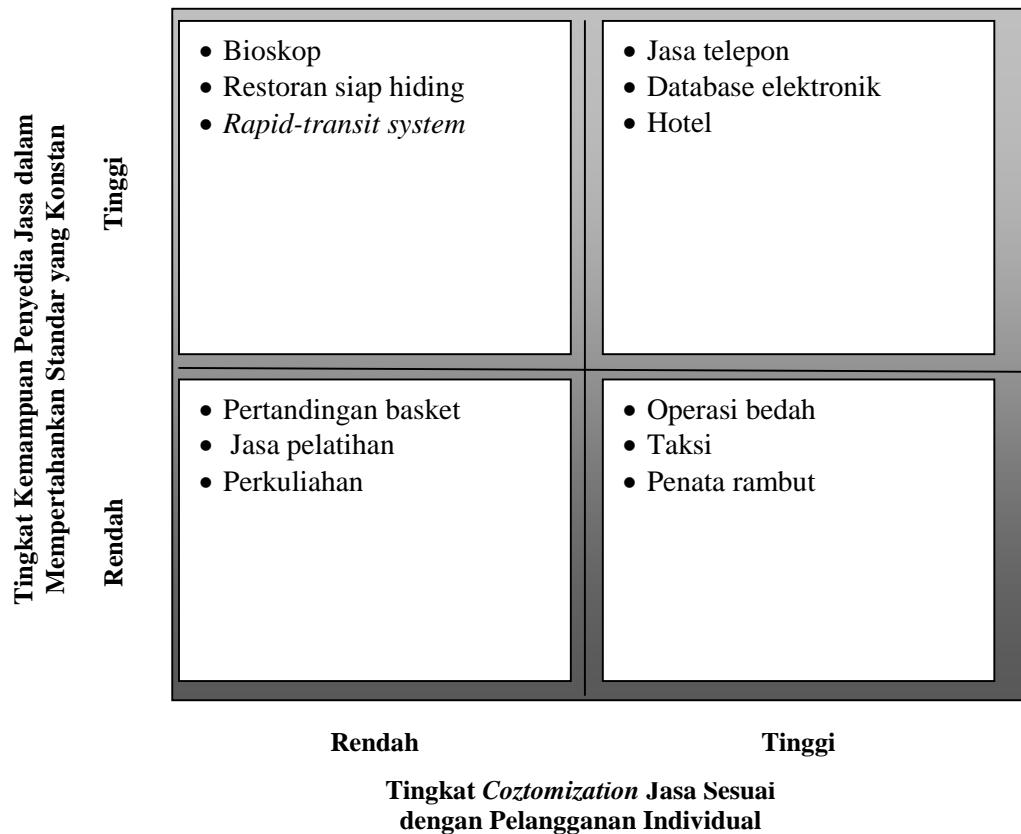 Tingkat Kemampuan Penyedia Jasa dalam
Mempertahankan Standar yang Konstan
Tinggi
• Bioskop
• Restoran siap hiding
• Rapid-transit system
• Jasa telepon
• Database elektronik
• Hotel
Rendah
• Pertandingan basket
• Jasa pelatihan
• Perkuliahan
• Operasi bedah
• Taksi
• Penata rambut
Rendah
Tinggi
Tingkat Coztomization Jasa Sesuai
dengan Pelangganan Individual